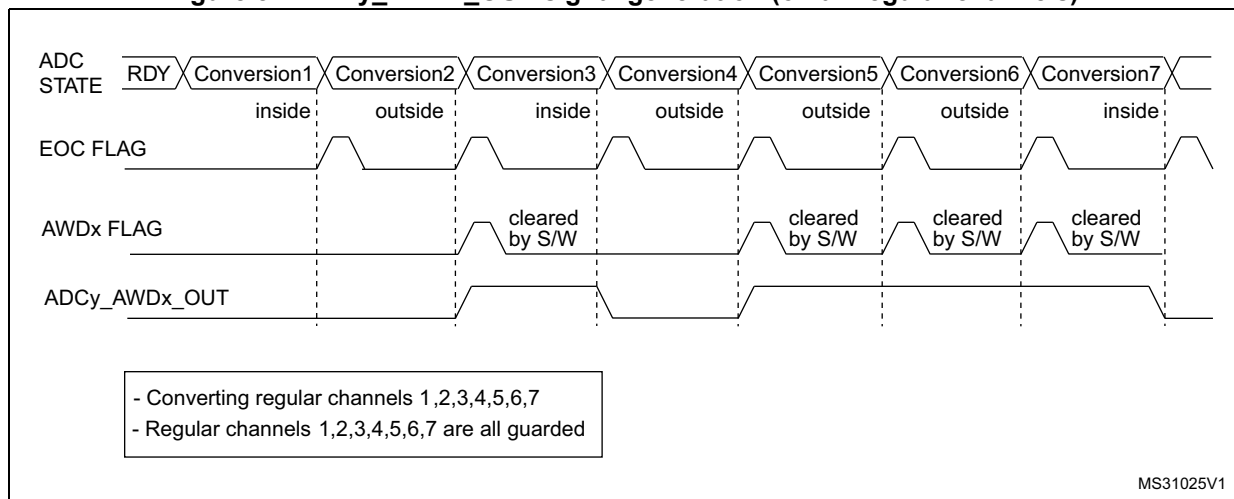 ADC STATE RDY Conversion1 Conversion2 Conversion3 Conversion4 Conversion5 Conversion6 Conversion7
inside outside inside outside outside outside inside
EOC FLAG
AWDx FLAG cleared by S/W cleared by S/W cleared by S/W cleared by S/W
ADCy_AWDx_OUT
- Converting regular channels 1,2,3,4,5,6,7
- Regular channels 1,2,3,4,5,6,7 are all guarded
MS31025V1